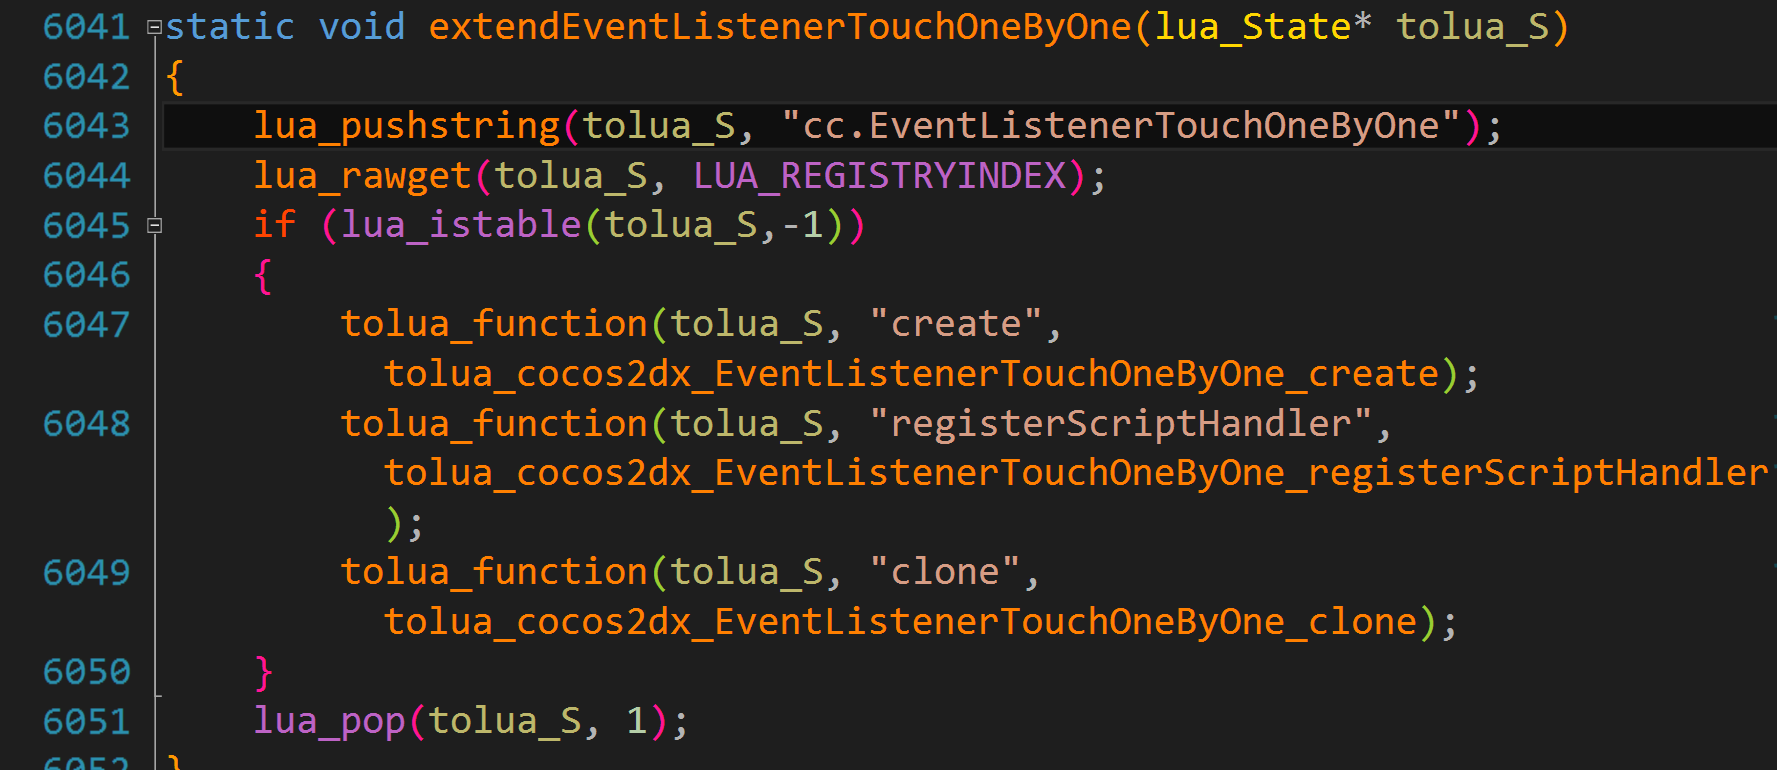 6041 static void extendEventListenerTouchOneByOne(lua_State* tolua_S)
6042 {
6043 lua_pushstring(tolua_S, "cc.EventListenerTouchOneByOne");
6044 lua_rawget(tolua_S, LUA_REGISTRYINDEX);
6045 if (lua_istable(tolua_S,-1))
6046 {
6047 tolua_function(tolua_S, "create",
tolua_cocos2dx_EventListenerTouchOneByOne_create);
6048 tolua_function(tolua_S, "registerScriptHandler",
tolua_cocos2dx_EventListenerTouchOneByOne_registerScriptHandler
);
6049 tolua_function(tolua_S, "clone",
tolua_cocos2dx_EventListenerTouchOneByOne_clone);
6050 }
6051 lua_pop(tolua_S, 1);
6052 }